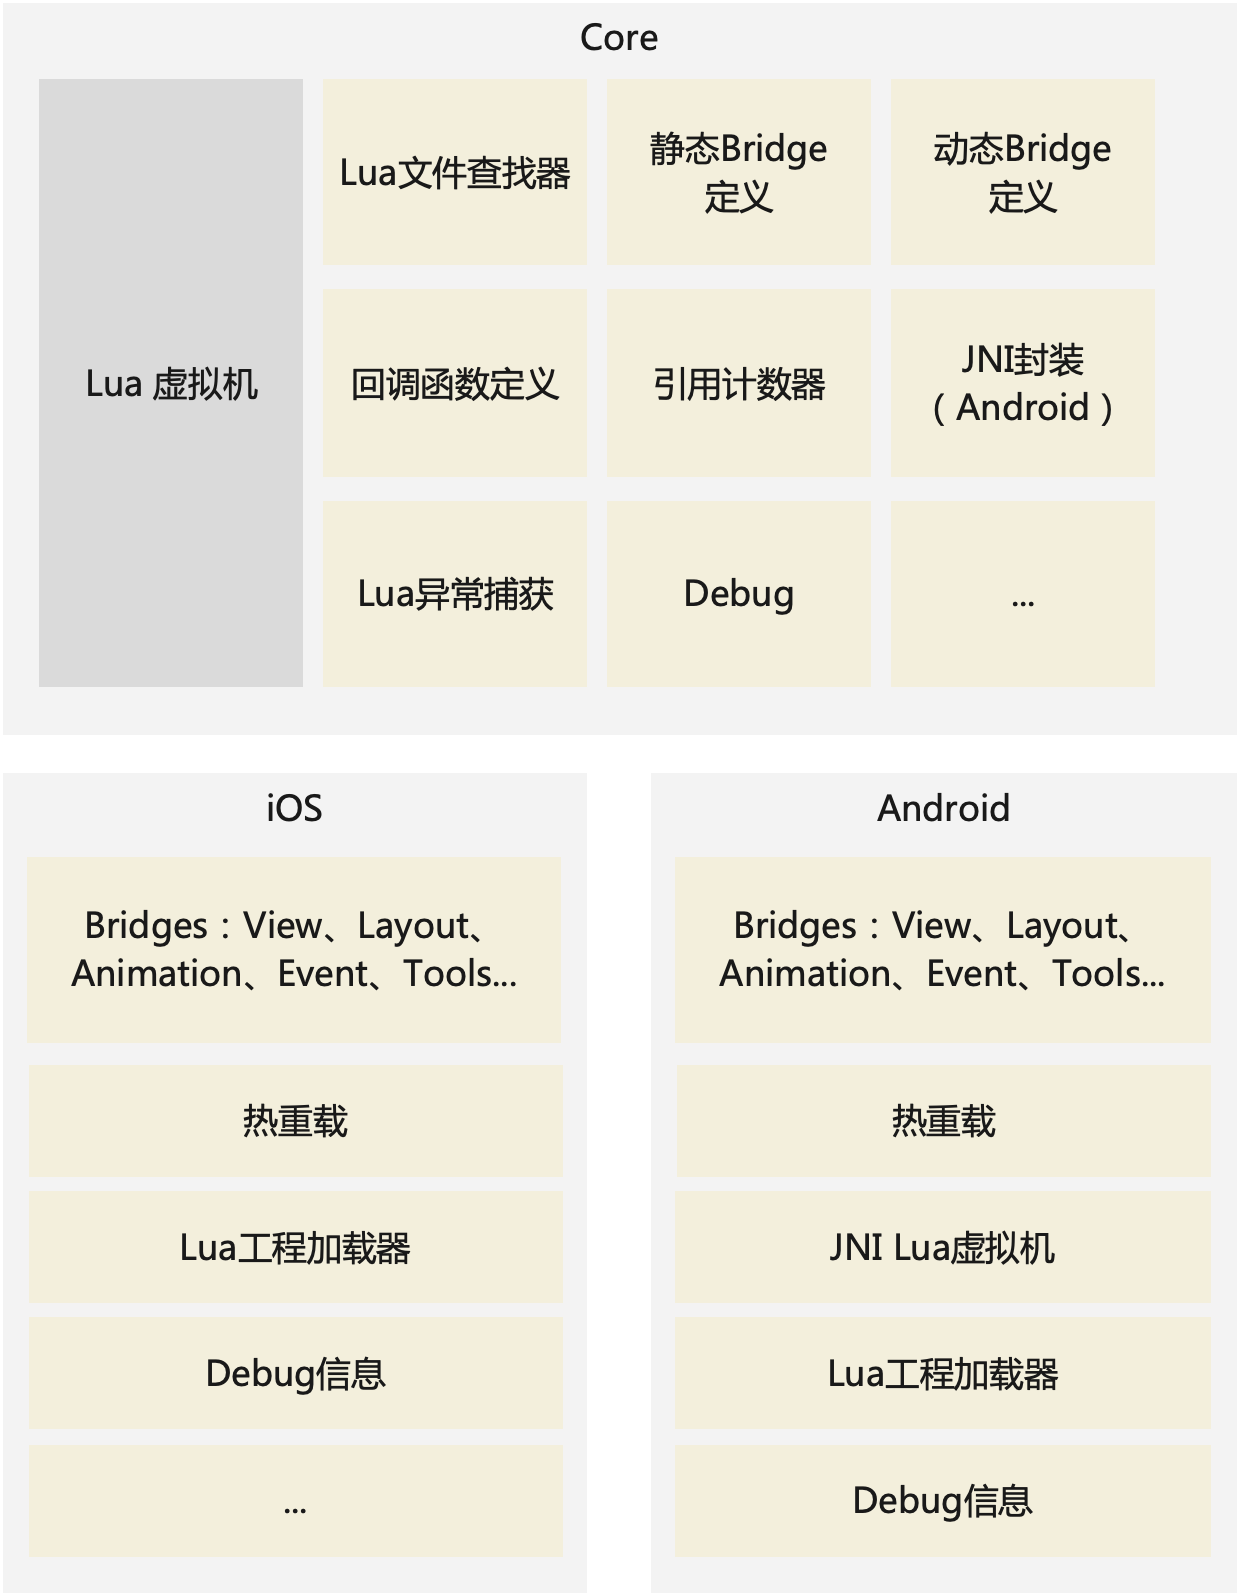 Core
Lua 虚拟机
Lua文件查找器
静态Bridge
定义
动态Bridge
定义
回调函数定义
引用计数器
JNI封装
（Android）
Lua异常捕获
Debug
...
iOS
Bridges：View、Layout、
Animation、Event、Tools...
热重载
Lua工程加载器
Debug信息
...
Android
Bridges：View、Layout、
Animation、Event、Tools...
热重载
JNI Lua虚拟机
Lua工程加载器
Debug信息